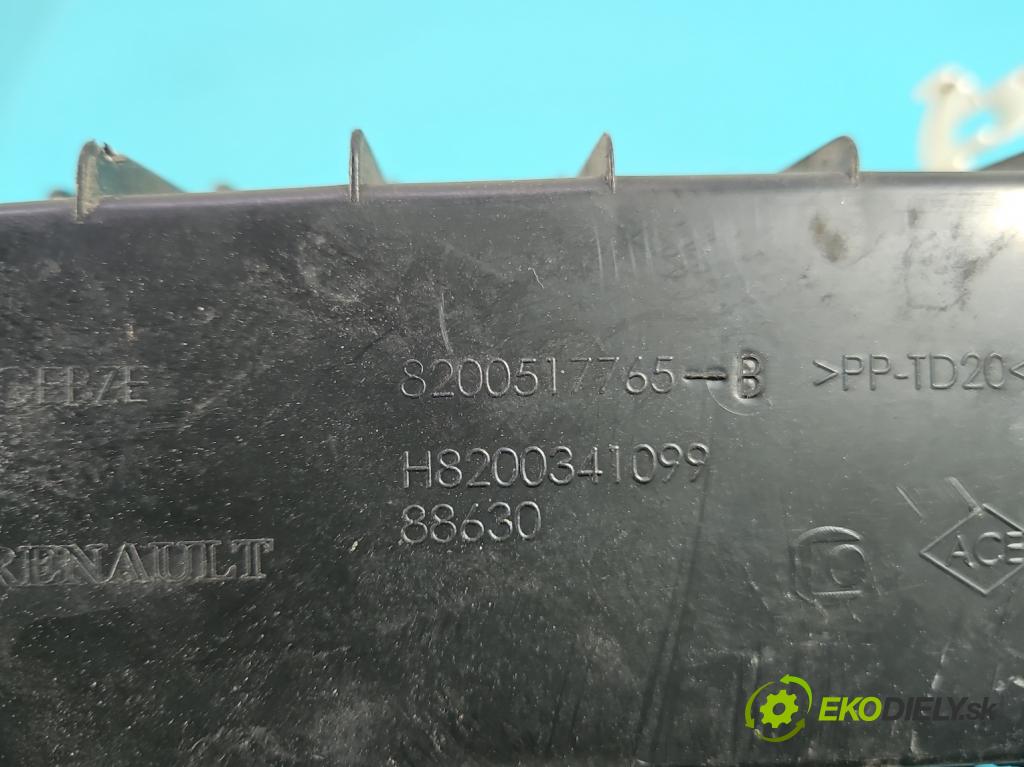 8200517765-B >PP-TD20<
H8200341099
88630
RENAULT
ACE
EKODIELY.sk